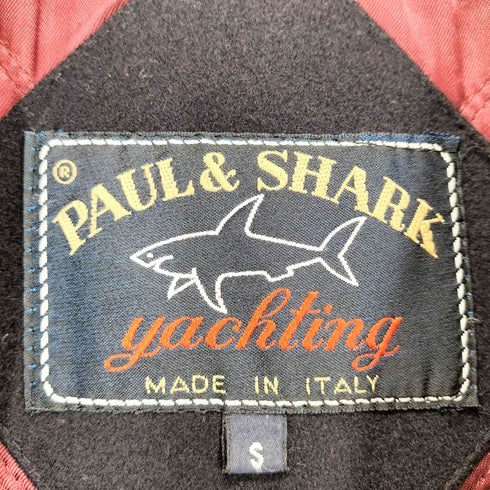 ®
PAUL & SHARK
yachting
MADE IN ITALY
S